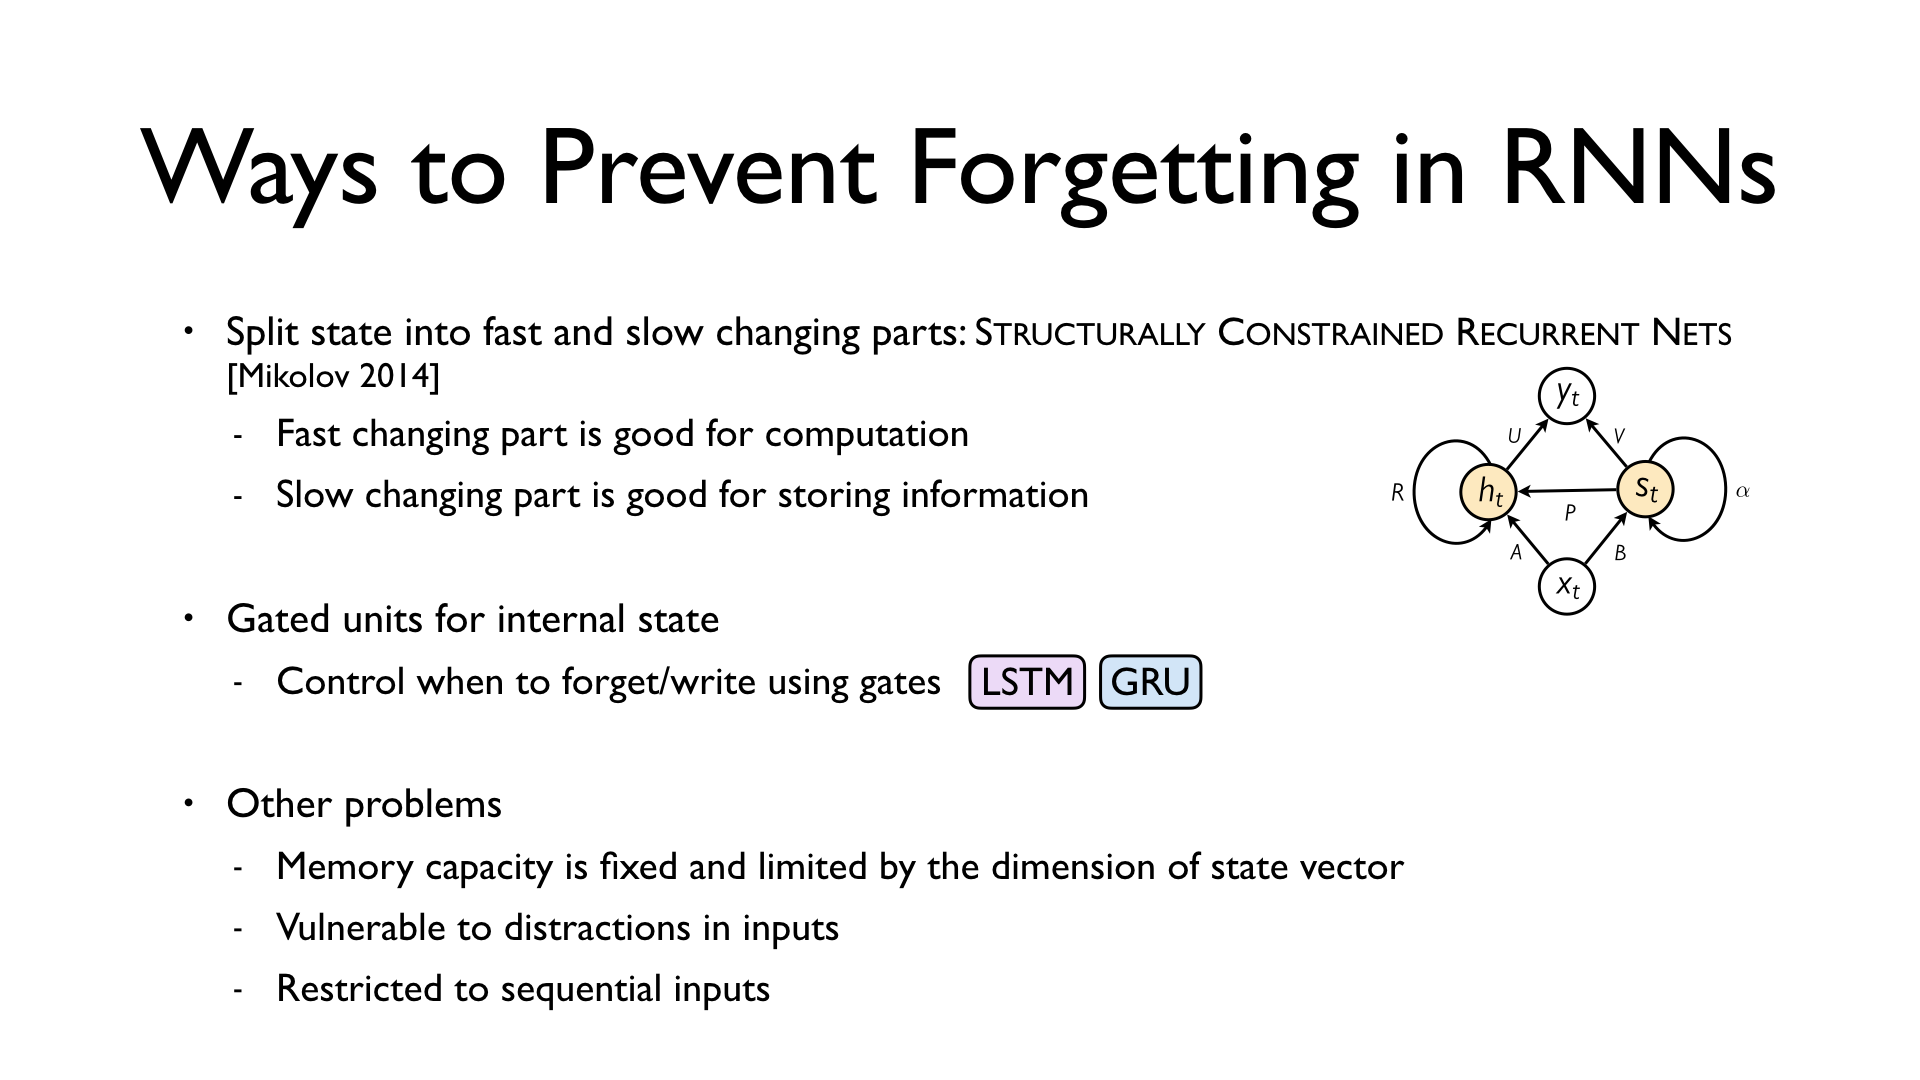 Ways to Prevent Forgetting in RNNs
• Split state into fast and slow changing parts: STRUCTURALLY CONSTRAINED RECURRENT NETS
[Mikolov 2014]
- Fast changing part is good for computation
- Slow changing part is good for storing information
y_t
U V
R h_t s_t α
P
A B
x_t
• Gated units for internal state
- Control when to forget/write using gates LSTM GRU
• Other problems
- Memory capacity is fixed and limited by the dimension of state vector
- Vulnerable to distractions in inputs
- Restricted to sequential inputs